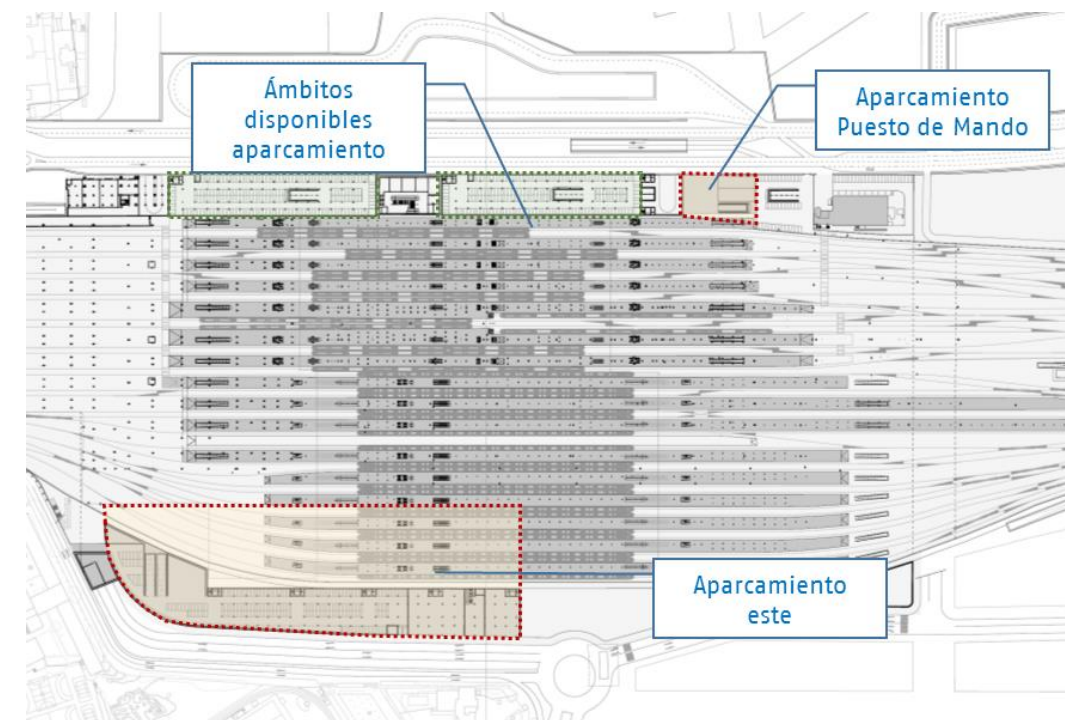 Ámbitos
disponibles
aparcamiento
Aparcamiento
Puesto de Mando
Aparcamiento
este